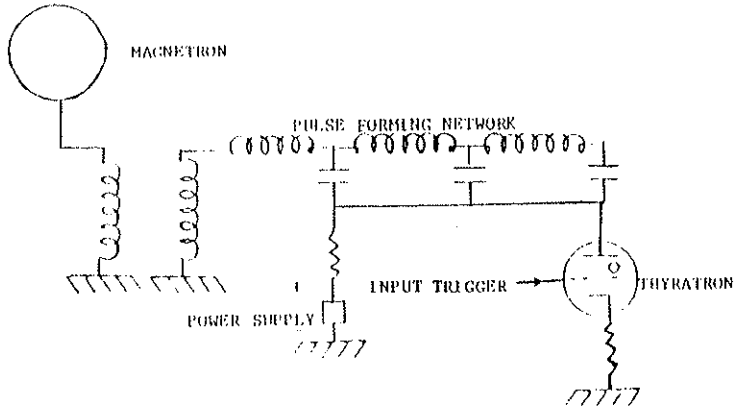 MAGNETRON
PULSE FORMING NETWORK
INPUT TRIGGER
THYRATRON
POWER SUPPLY